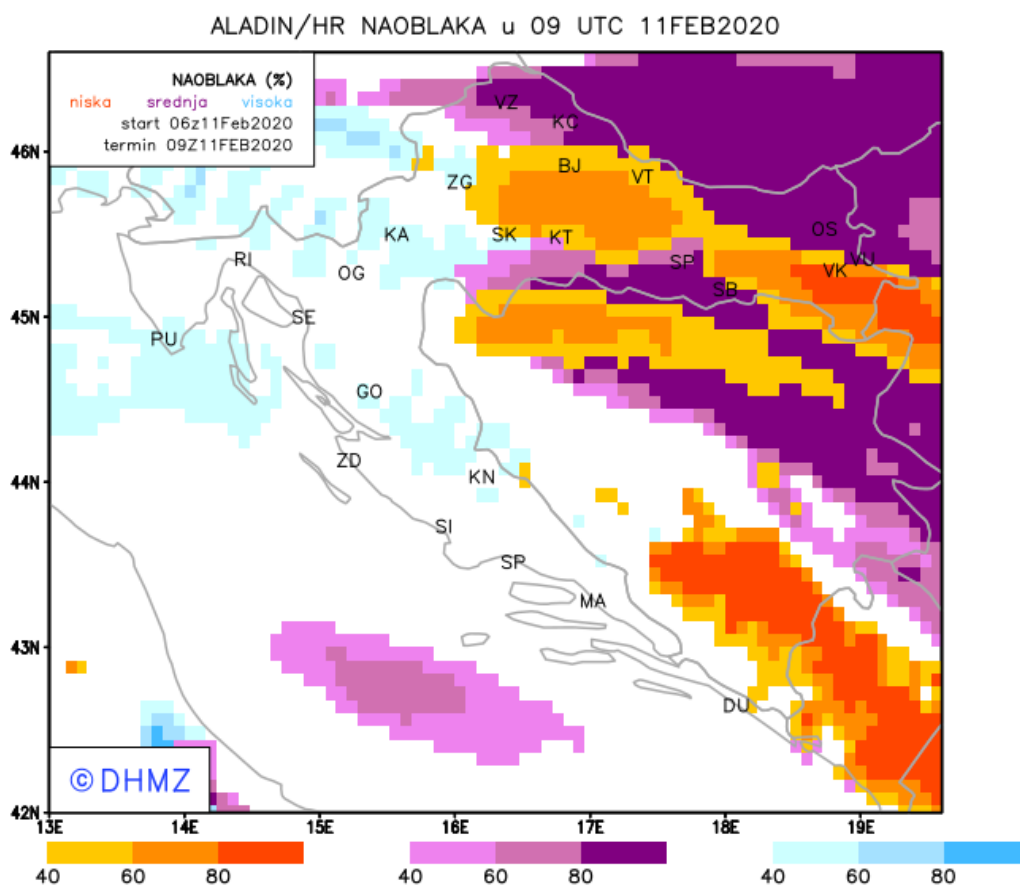 ALADIN/HR NAOBLAKA u 09 UTC 11FEB2020
NAOBLAKA (%)
niska srednja visoka
start 06z11Feb2020
termin 09Z11FEB2020
VZ
KC
46N
BJ
VT
ZG
OS
KA
SK
KT
RI
OG
SP
VU
VK
SB
45N
SE
PU
GO
ZD
44N
KN
SI
SP
MA
43N
DU
©DHMZ
42N
13E 14E 15E 16E 17E 18E 19E
40 60 80 40 60 80 40 60 80